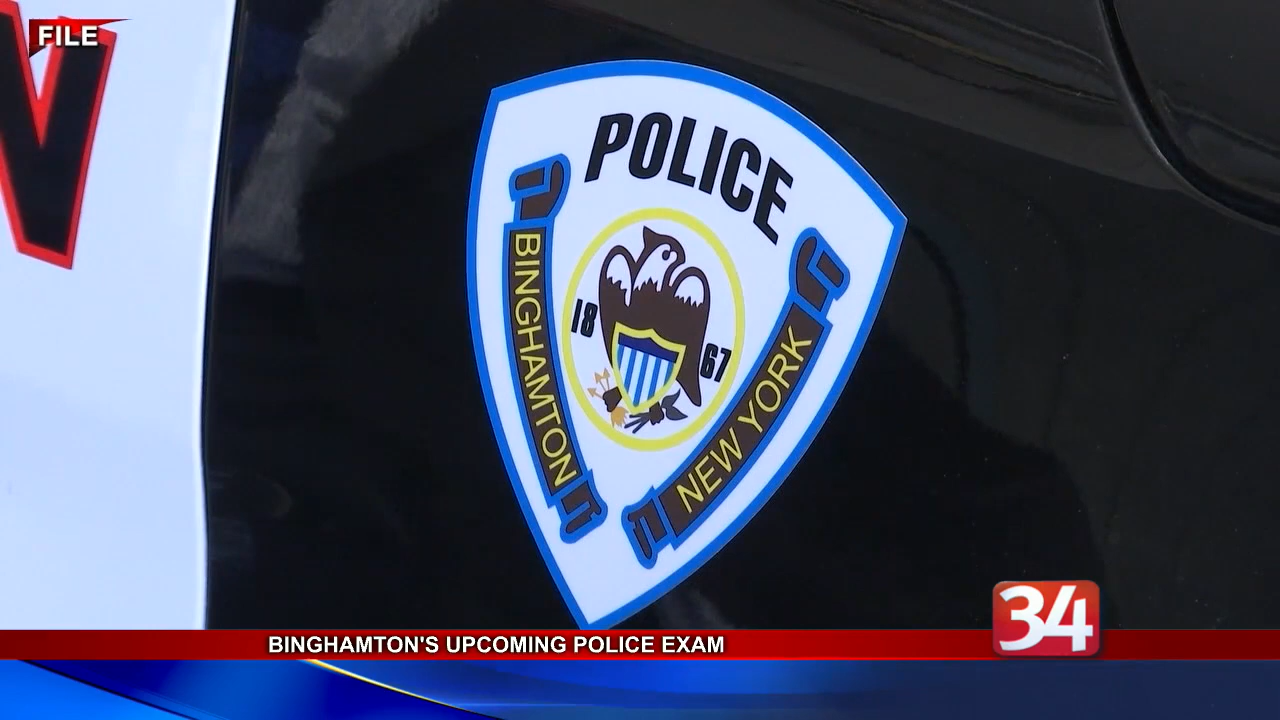 FILE
N
POLICE
BINGHAMTON
18
67
NEW YORK
34
BINGHAMTON'S UPCOMING POLICE EXAM